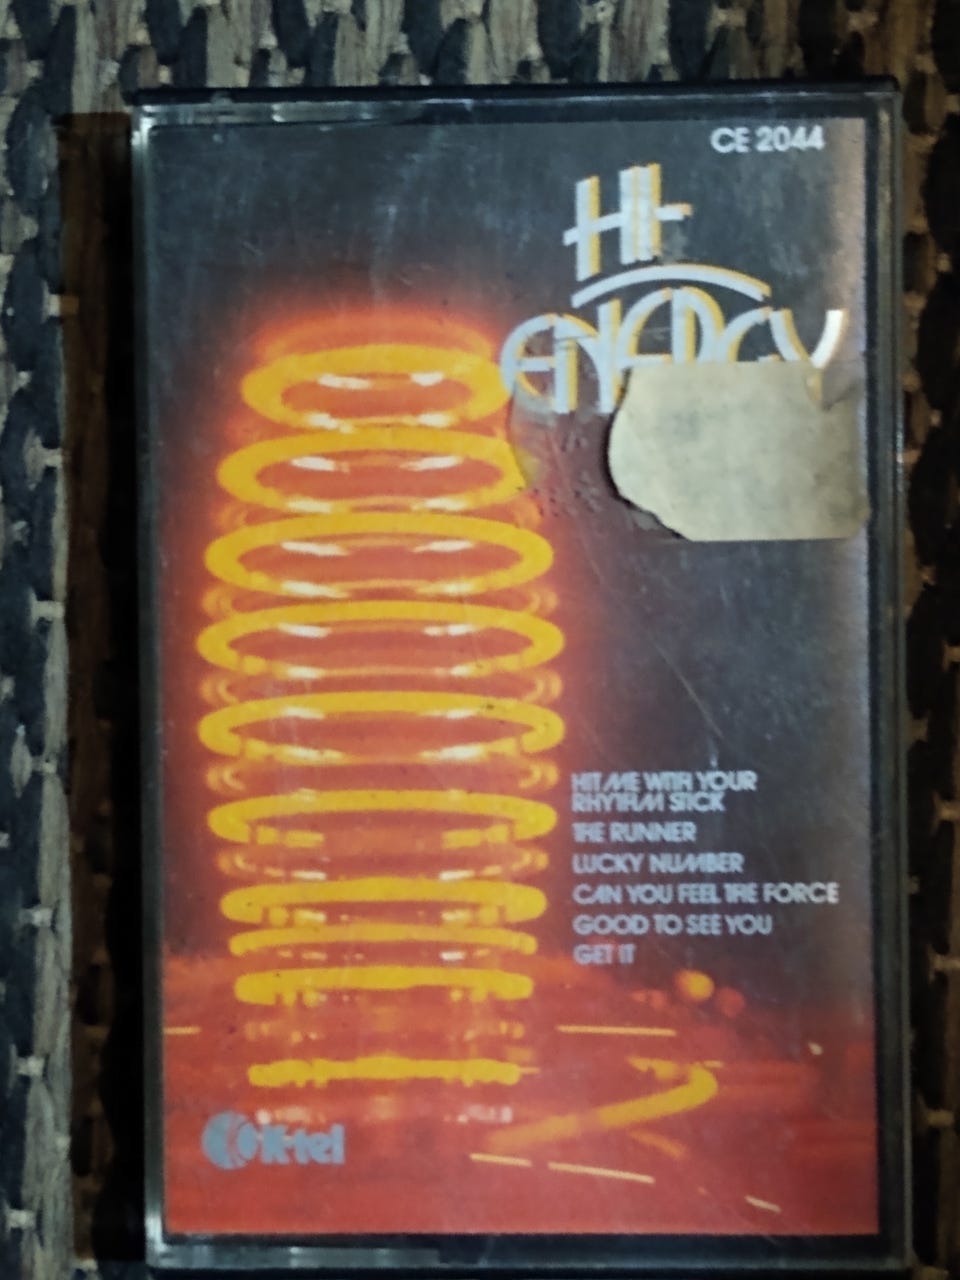 CE 2044
HI-
ENERGY
HIT ME WITH YOUR
RHYTHM STICK
THE RUNNER
LUCKY NUMBER
CAN YOU FEEL THE FORCE
GOOD TO SEE YOU
GET IT
K-tel